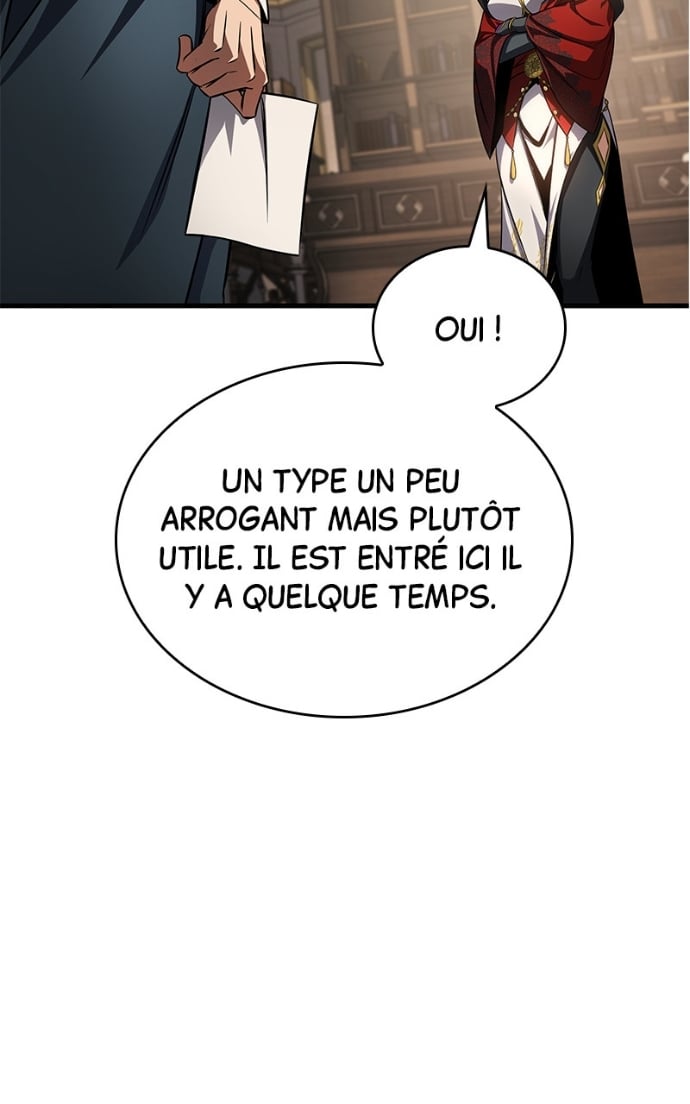 OUI !
UN TYPE UN PEU
ARROGANT MAIS PLUTÔT
UTILE. IL EST ENTRÉ ICI IL
Y A QUELQUE TEMPS.